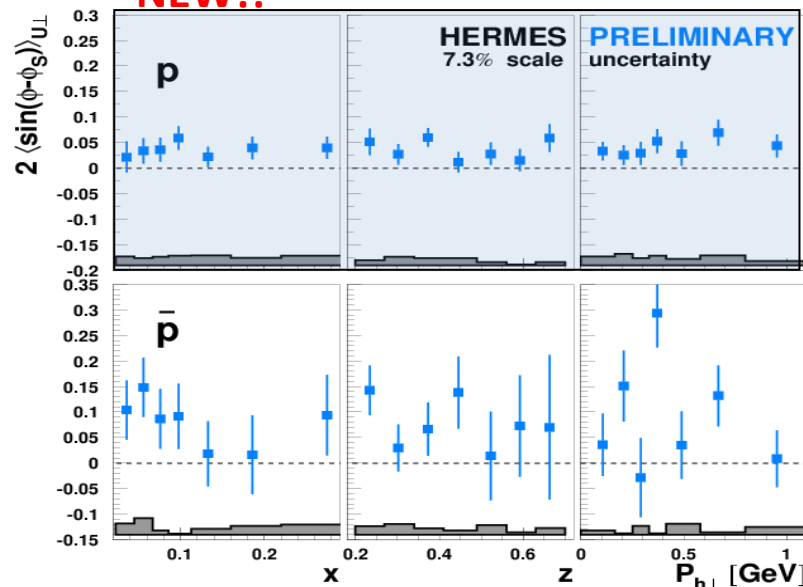 NEW!!
2 ⟨sin(ϕ-ϕS)⟩U⊥
0.3
0.25
0.2
0.15
0.1
0.05
0
-0.05
-0.1
-0.15
-0.2
p
HERMES PRELIMINARY
7.3% scale uncertainty
0.35
0.3
0.25
0.2
0.15
0.1
0.05
0
-0.05
-0.1
-0.15
p̄
0.1 0.2
x
0.2 0.4 0.6
z
0 0.5 1
Ph⊥ [GeV]